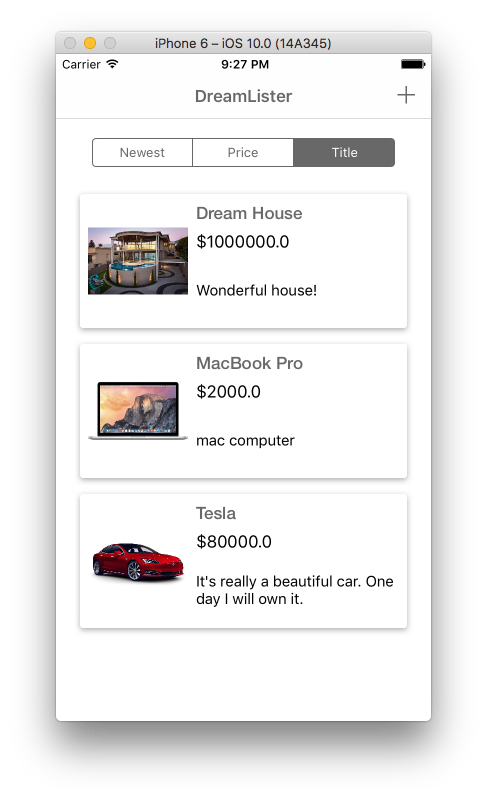 iPhone 6 – iOS 10.0 (14A345)
Carrier 9:27 PM
DreamLister
Newest Price Title
Dream House
$1000000.0
Wonderful house!
MacBook Pro
$2000.0
mac computer
Tesla
$80000.0
It's really a beautiful car. One
day I will own it.